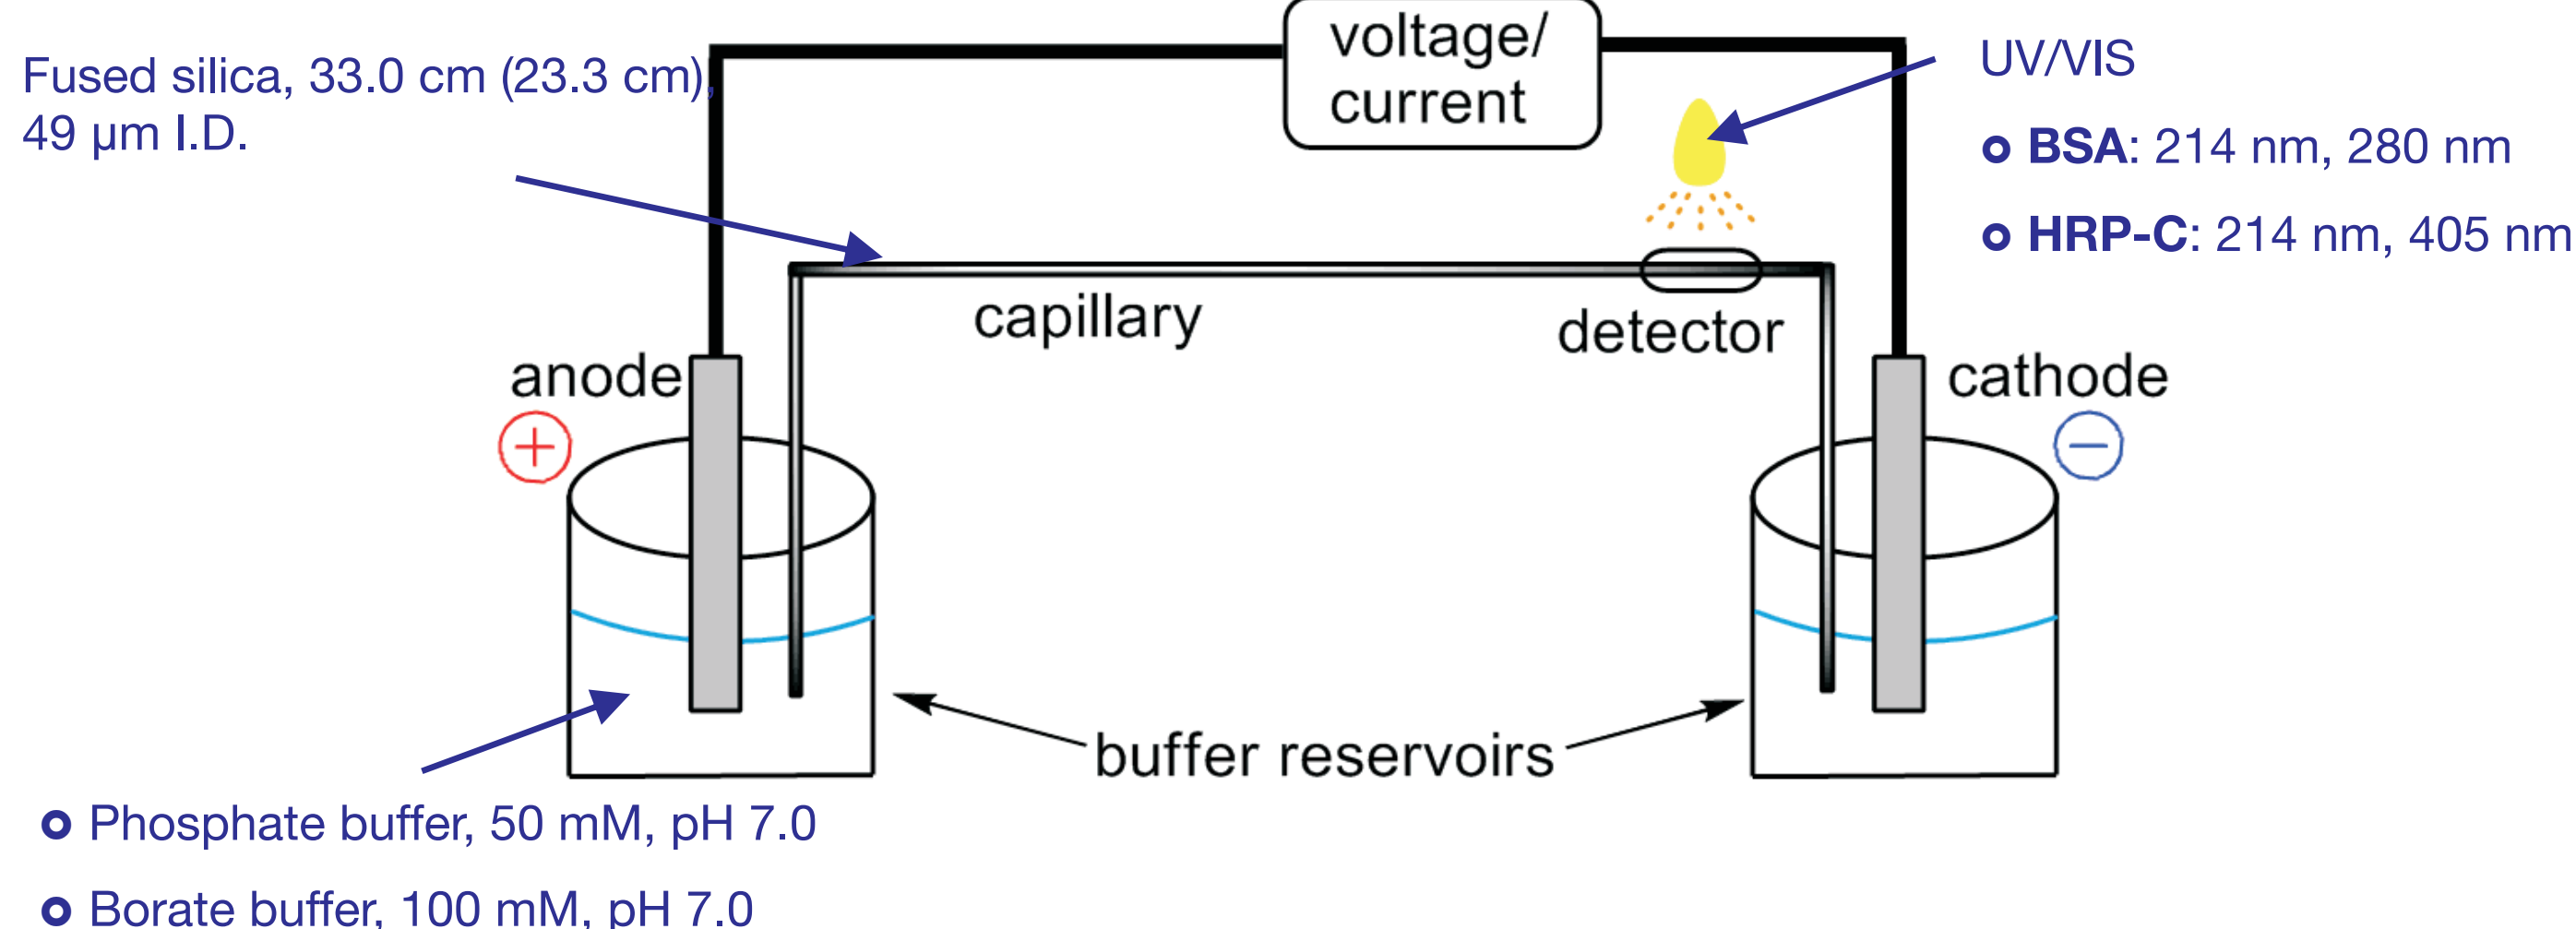 voltage/
current
Fused silica, 33.0 cm (23.3 cm),
49 µm I.D.
UV/VIS
BSA: 214 nm, 280 nm
HRP-C: 214 nm, 405 nm
capillary
detector
anode
+
cathode
−
buffer reservoirs
Phosphate buffer, 50 mM, pH 7.0
Borate buffer, 100 mM, pH 7.0